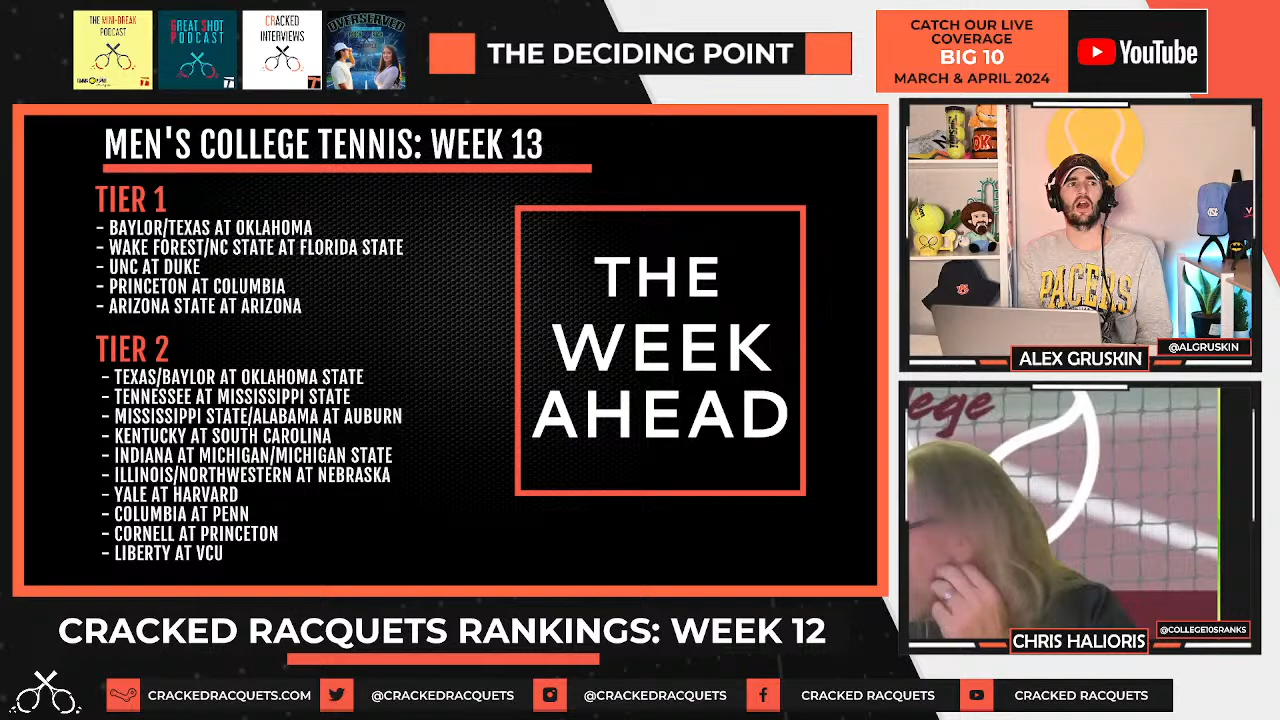 THE MINI-BREAK
PODCAST
GREAT SHOT
PODCAST
CRACKED
INTERVIEWS
OVERSERVED
THE DECIDING POINT
CATCH OUR LIVE
COVERAGE
BIG 10
MARCH & APRIL 2024
YouTube
MEN'S COLLEGE TENNIS: WEEK 13
TIER 1
- BAYLOR/TEXAS AT OKLAHOMA
- WAKE FOREST/NC STATE AT FLORIDA STATE
- UNC AT DUKE
- PRINCETON AT COLUMBIA
- ARIZONA STATE AT ARIZONA
TIER 2
- TEXAS/BAYLOR AT OKLAHOMA STATE
- TENNESSEE AT MISSISSIPPI STATE
- MISSISSIPPI STATE/ALABAMA AT AUBURN
- KENTUCKY AT SOUTH CAROLINA
- INDIANA AT MICHIGAN/MICHIGAN STATE
- ILLINOIS/NORTHWESTERN AT NEBRASKA
- YALE AT HARVARD
- COLUMBIA AT PENN
- CORNELL AT PRINCETON
- LIBERTY AT VCU
THE
WEEK
AHEAD
PACERS
ALEX GRUSKIN
@ALGRUSKIN
ege
CHRIS HALIORIS
@COLLEGE10SRANKS
CRACKED RACQUETS RANKINGS: WEEK 12
CRACKEDRACQUETS.COM
@CRACKEDRACQUETS
@CRACKEDRACQUETS
CRACKED RACQUETS
CRACKED RACQUETS